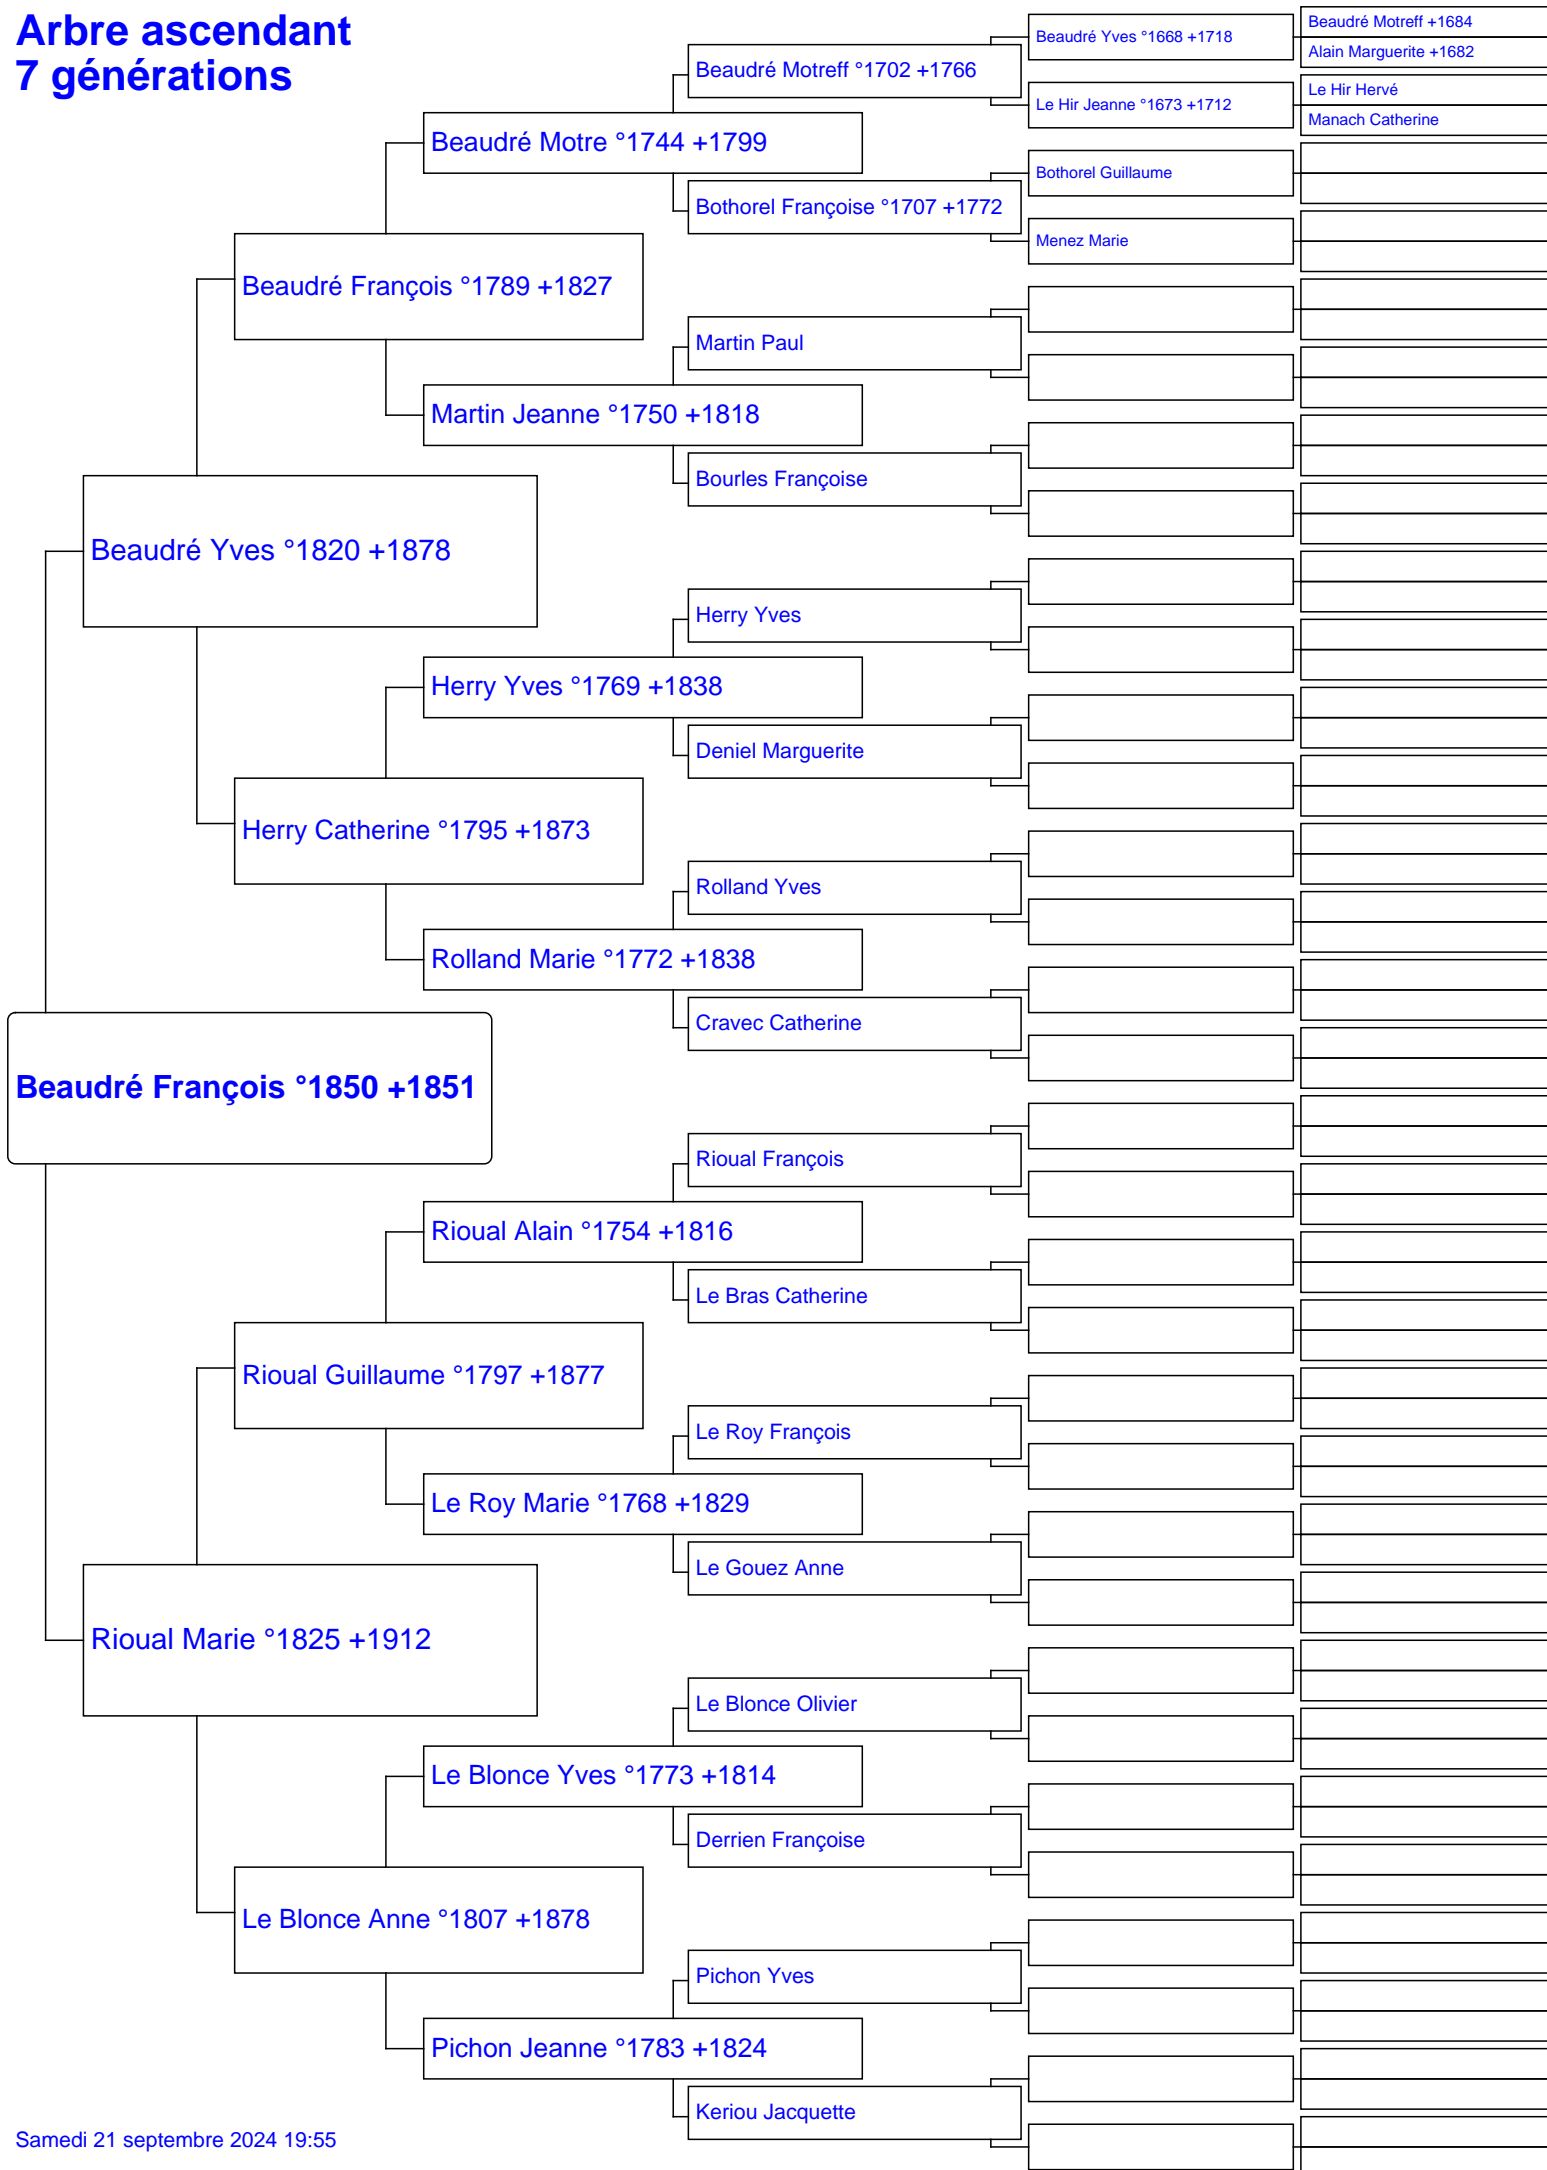 Arbre ascendant
7 générations
Beaudré François °1850 +1851
Beaudré Yves °1820 +1878
Rioual Marie °1825 +1912
Beaudré François °1789 +1827
Herry Catherine °1795 +1873
Rioual Guillaume °1797 +1877
Le Blonce Anne °1807 +1878
Beaudré Motre °1744 +1799
Martin Jeanne °1750 +1818
Herry Yves °1769 +1838
Rolland Marie °1772 +1838
Rioual Alain °1754 +1816
Le Roy Marie °1768 +1829
Le Blonce Yves °1773 +1814
Pichon Jeanne °1783 +1824
Beaudré Motreff °1702 +1766
Bothorel Françoise °1707 +1772
Martin Paul
Bourles Françoise
Herry Yves
Deniel Marguerite
Rolland Yves
Cravec Catherine
Rioual François
Le Bras Catherine
Le Roy François
Le Gouez Anne
Le Blonce Olivier
Derrien Françoise
Pichon Yves
Keriou Jacquette
Beaudré Yves °1668 +1718
Le Hir Jeanne °1673 +1712
Bothorel Guillaume
Menez Marie
Beaudré Motreff +1684
Alain Marguerite +1682
Le Hir Hervé
Manach Catherine
Samedi 21 septembre 2024 19:55